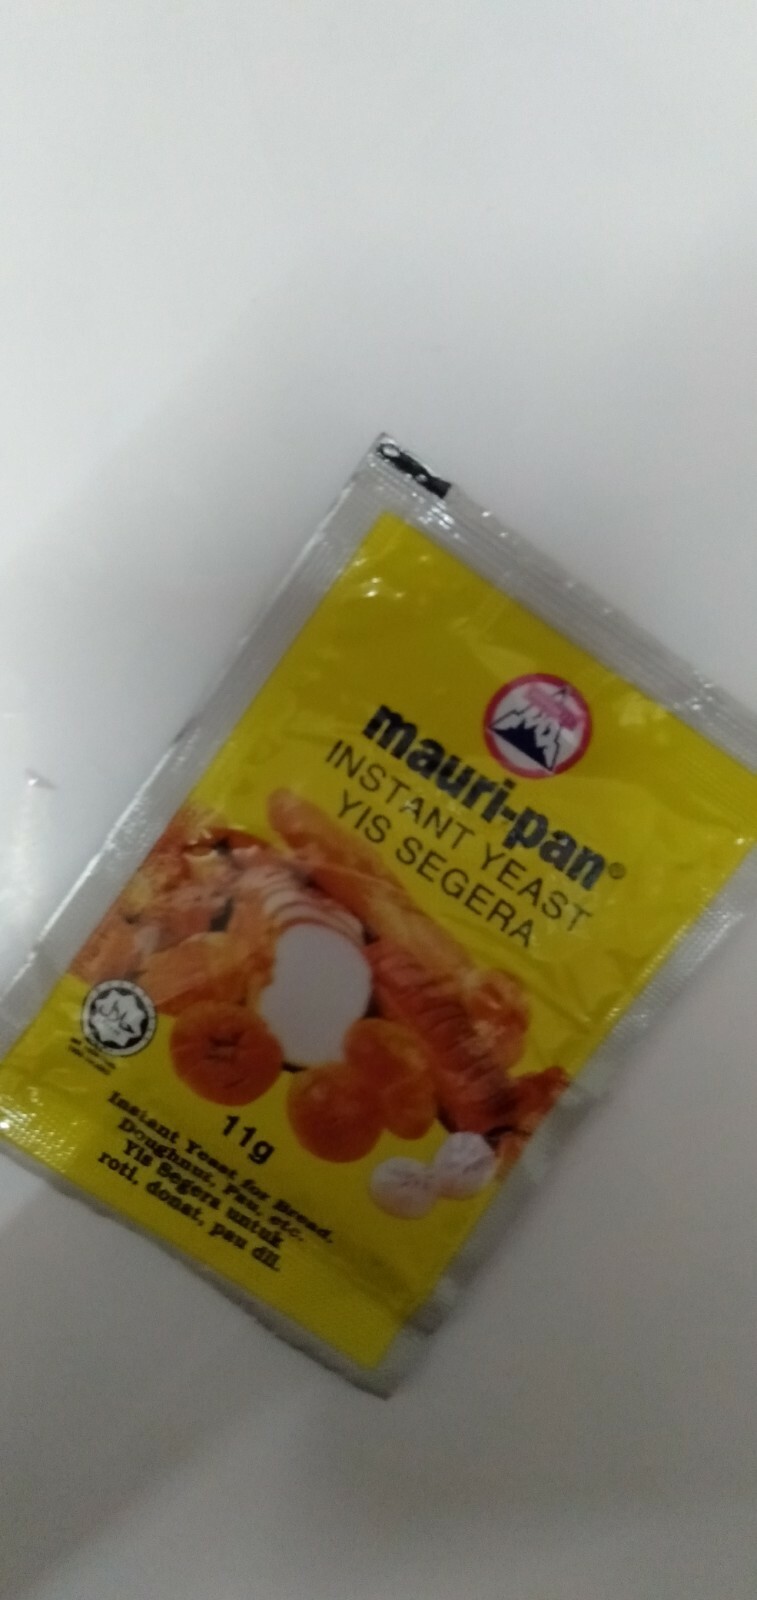 mauri-pan®
INSTANT YEAST
YIS SEGERA
11g
Instant Yeast for Bread,
Doughnut, Pau, etc.
Yis Segera untuk
roti, donat, pau dll.